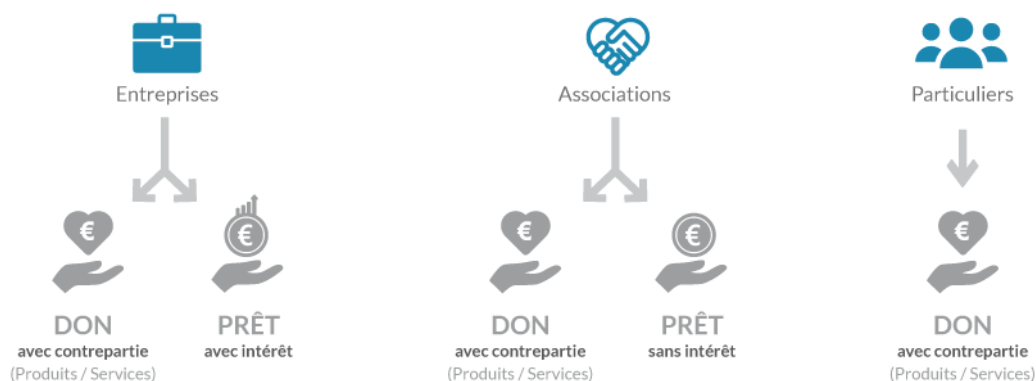 Entreprises
Associations
Particuliers
€
€
€
€
€
DON
avec contrepartie
(Produits / Services)
PRÊT
avec intérêt
DON
avec contrepartie
(Produits / Services)
PRÊT
sans intérêt
DON
avec contrepartie
(Produits / Services)